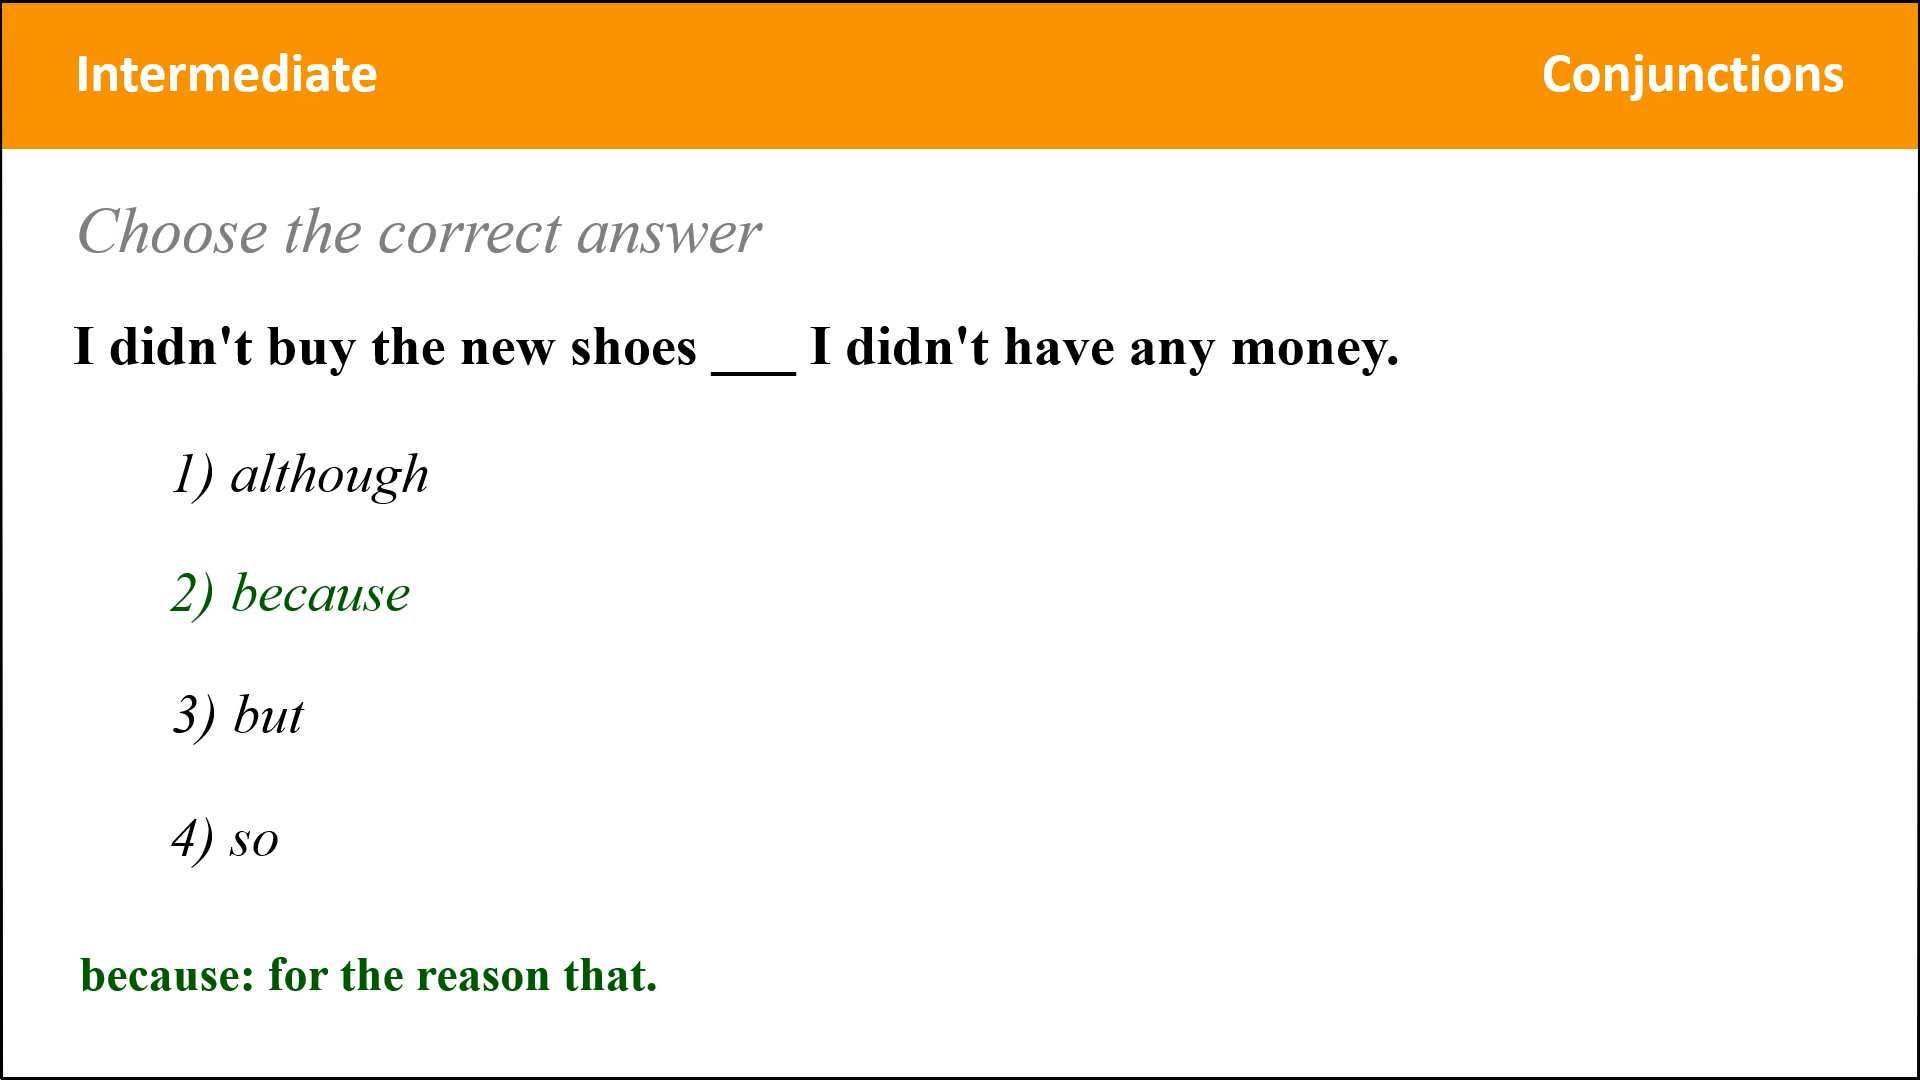 Intermediate
Conjunctions
Choose the correct answer
I didn't buy the new shoes ___ I didn't have any money.
1) although
2) because
3) but
4) so
because: for the reason that.